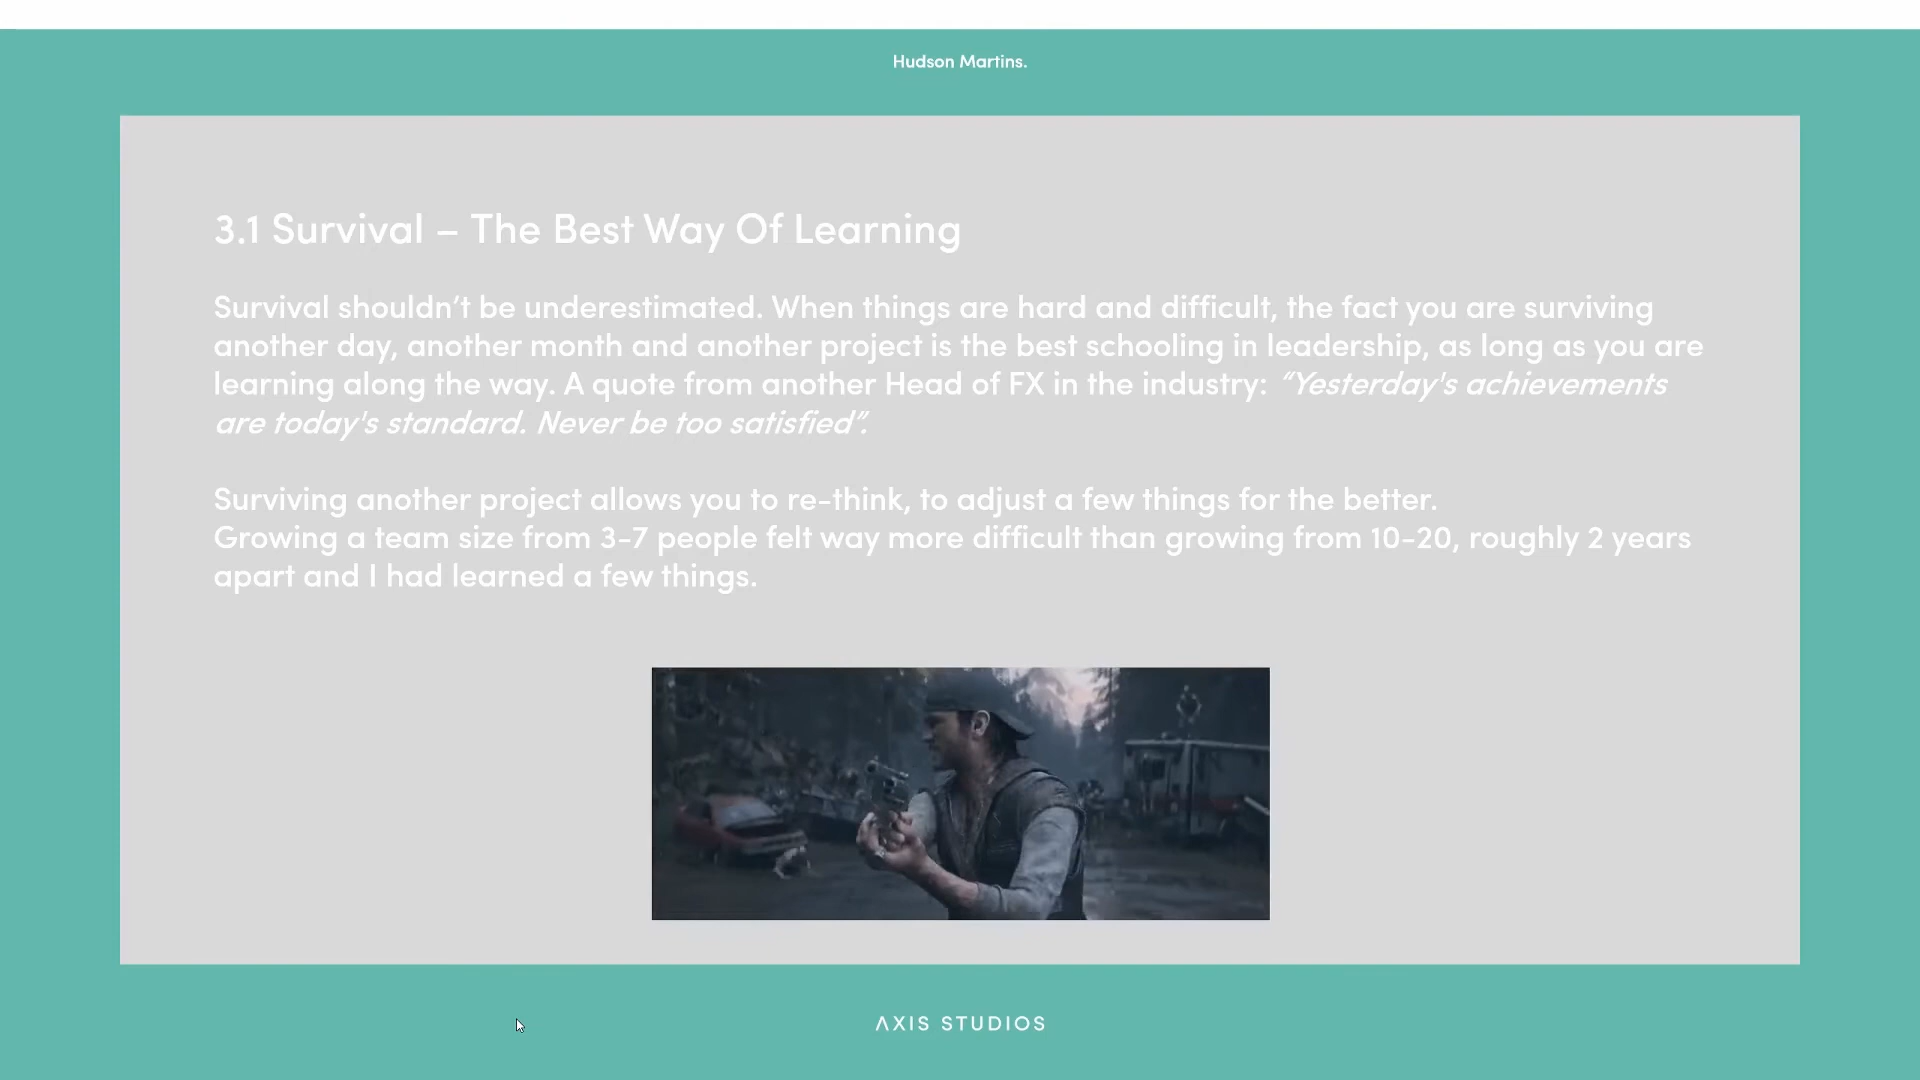 Hudson Martins.
3.1 Survival – The Best Way Of Learning
Survival shouldn’t be underestimated. When things are hard and difficult, the fact you are surviving
another day, another month and another project is the best schooling in leadership, as long as you are
learning along the way. A quote from another Head of FX in the industry: “Yesterday's achievements
are today's standard. Never be too satisfied”.
Surviving another project allows you to re-think, to adjust a few things for the better.
Growing a team size from 3-7 people felt way more difficult than growing from 10-20, roughly 2 years
apart and I had learned a few things.
AXIS STUDIOS